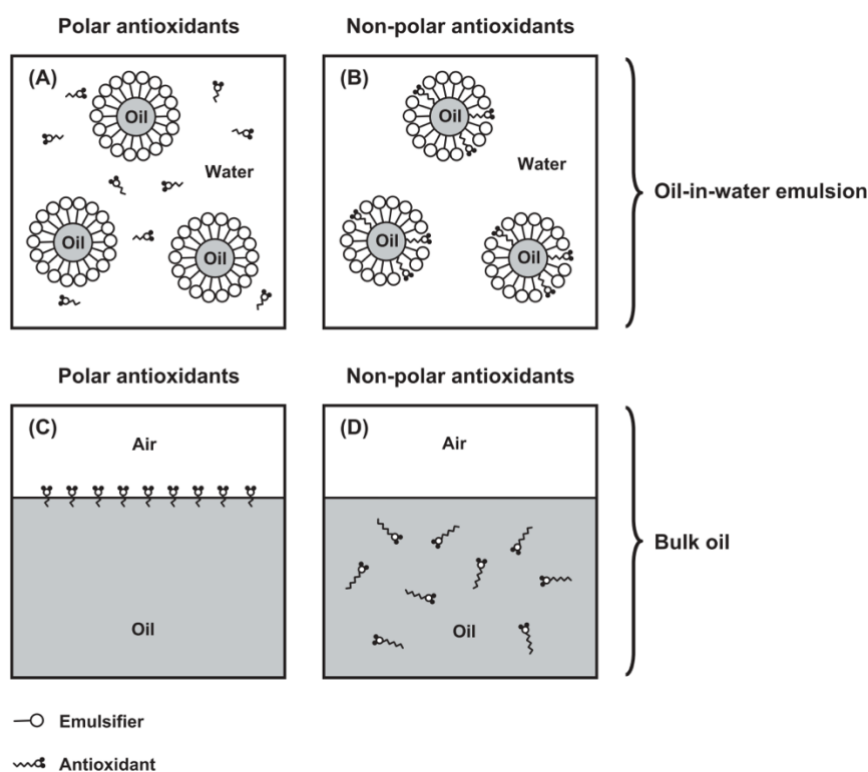 Polar antioxidants
Non-polar antioxidants
(A)
Oil
Water
Oil
Oil
(B)
Oil
Water
Oil
Oil
Oil-in-water emulsion
Polar antioxidants
Non-polar antioxidants
(C)
Air
Oil
(D)
Air
Oil
Bulk oil
Emulsifier
Antioxidant